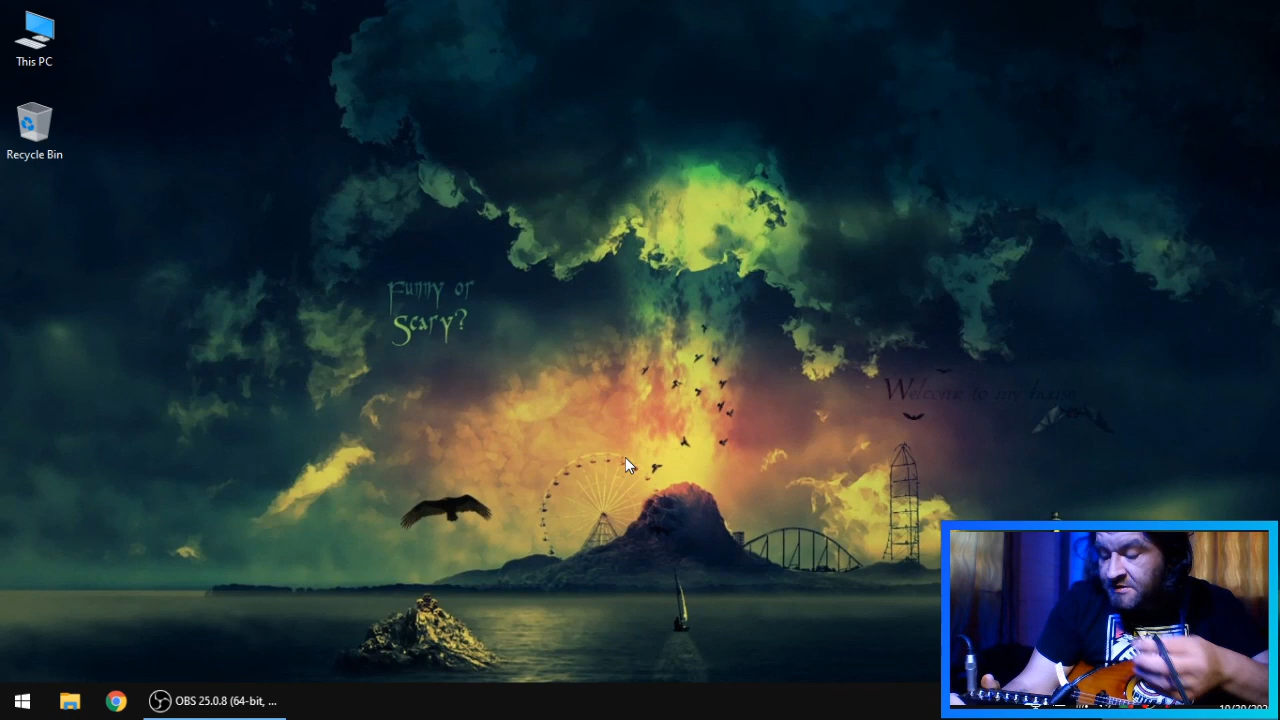 This PC
Recycle Bin
Funny or
Scary?
Welcome to my house
OBS 25.0.8 (64-bit, ...